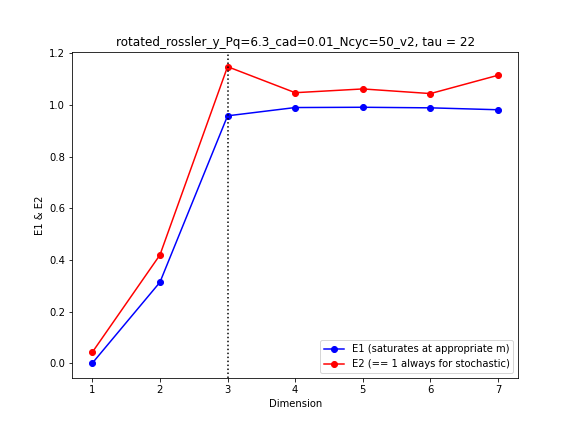 rotated_rossler_y_Pq=6.3_cad=0.01_Ncyc=50_v2, tau = 22
E1 & E2
1.2
1.0
0.8
0.6
0.4
0.2
0.0
E1 (saturates at appropriate m)
E2 (== 1 always for stochastic)
1 2 3 4 5 6 7
Dimension